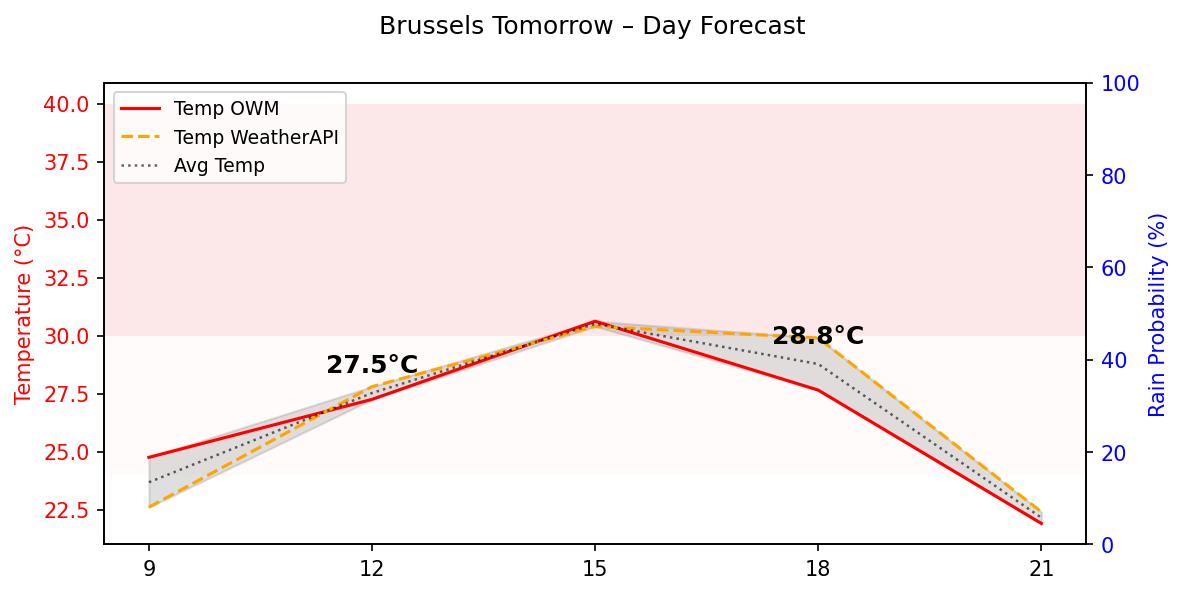 Brussels Tomorrow – Day Forecast
Temp OWM
Temp WeatherAPI
Avg Temp
Temperature (°C)
40.0
37.5
35.0
32.5
30.0
27.5
25.0
22.5
27.5°C
28.8°C
Rain Probability (%)
100
80
60
40
20
0
9 12 15 18 21